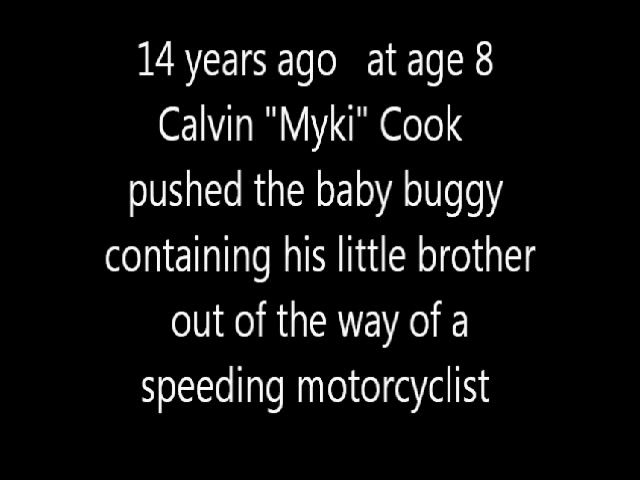 14 years ago   at age 8
Calvin "Myki" Cook
pushed the baby buggy
containing his little brother
out of the way of a
speeding motorcyclist